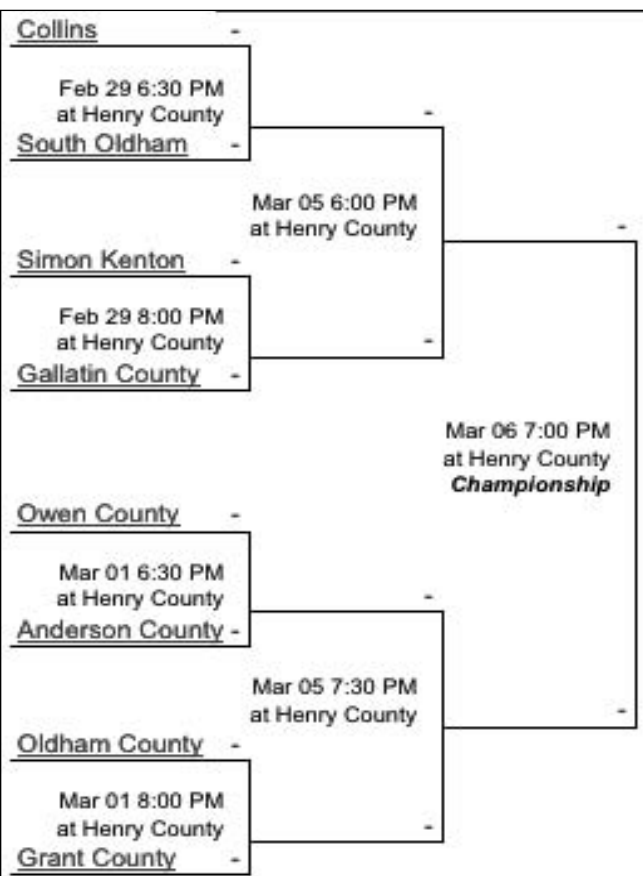 Collins -
Feb 29 6:30 PM
at Henry County
-
South Oldham -
Mar 05 6:00 PM
at Henry County
-
Simon Kenton -
Feb 29 8:00 PM
at Henry County
-
Gallatin County -
Mar 06 7:00 PM
at Henry County
Championship
Owen County -
Mar 01 6:30 PM
at Henry County
-
Anderson County -
Mar 05 7:30 PM
at Henry County
-
Oldham County -
Mar 01 8:00 PM
at Henry County
-
Grant County -